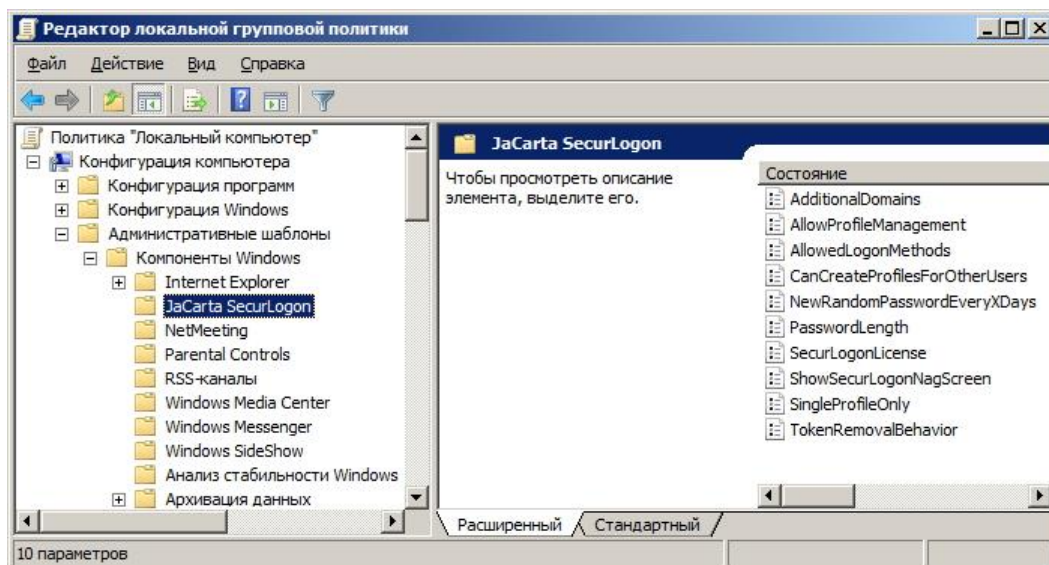 Редактор локальной групповой политики
Файл Действие Вид Справка
Политика "Локальный компьютер"
Конфигурация компьютера
Конфигурация программ
Конфигурация Windows
Административные шаблоны
Компоненты Windows
Internet Explorer
JaCarta SecurLogon
NetMeeting
Parental Controls
RSS-каналы
Windows Media Center
Windows Messenger
Windows SideShow
Анализ стабильности Windows
Архивация данных
JaCarta SecurLogon
Чтобы просмотреть описание
элемента, выделите его.
Состояние
AdditionalDomains
AllowProfileManagement
AllowedLogonMethods
CanCreateProfilesForOtherUsers
NewRandomPasswordEveryXDays
PasswordLength
SecurLogonLicense
ShowSecurLogonNagScreen
SingleProfileOnly
TokenRemovalBehavior
Расширенный Стандартный
10 параметров